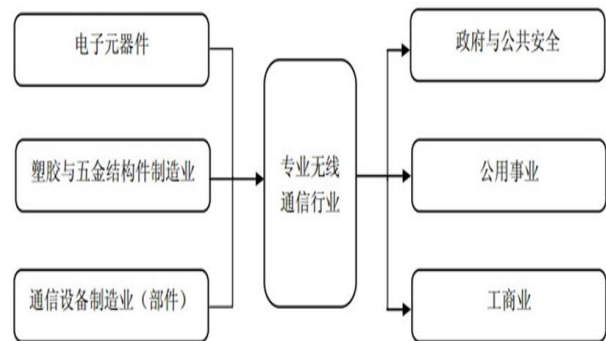 电子元器件
塑胶与五金结构件制造业
通信设备制造业（部件）
专业无线
通信行业
政府与公共安全
公用事业
工商业